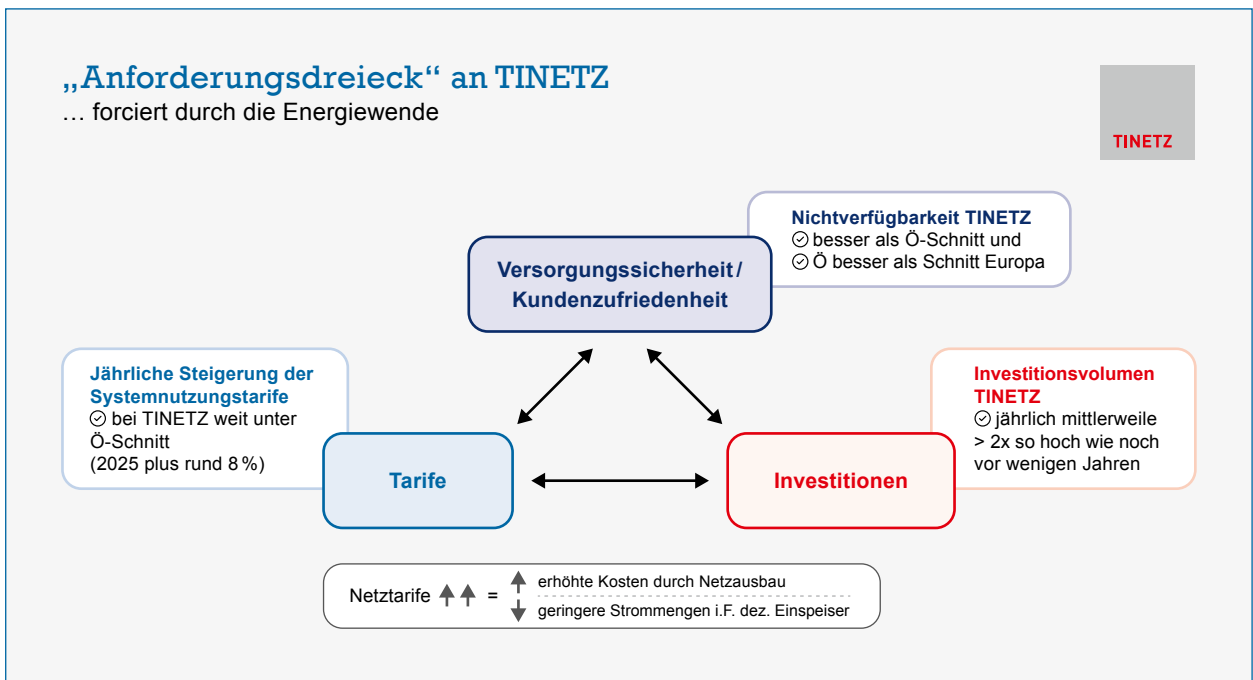 „Anforderungsdreieck“ an TINETZ
… forciert durch die Energiewende
TINETZ
Nichtverfügbarkeit TINETZ
besser als Ö-Schnitt und
Ö besser als Schnitt Europa
Versorgungssicherheit/
Kundenzufriedenheit
Jährliche Steigerung der
Systemnutzungstarife
bei TINETZ weit unter
Ö-Schnitt
(2025 plus rund 8 %)
Investitionsvolumen
TINETZ
jährlich mittlerweile
> 2x so hoch wie noch
vor wenigen Jahren
Tarife
Investitionen
Netztarife ↑↑ = ↑ erhöhte Kosten durch Netzausbau
↓ geringere Strommengen i.F. dez. Einspeiser